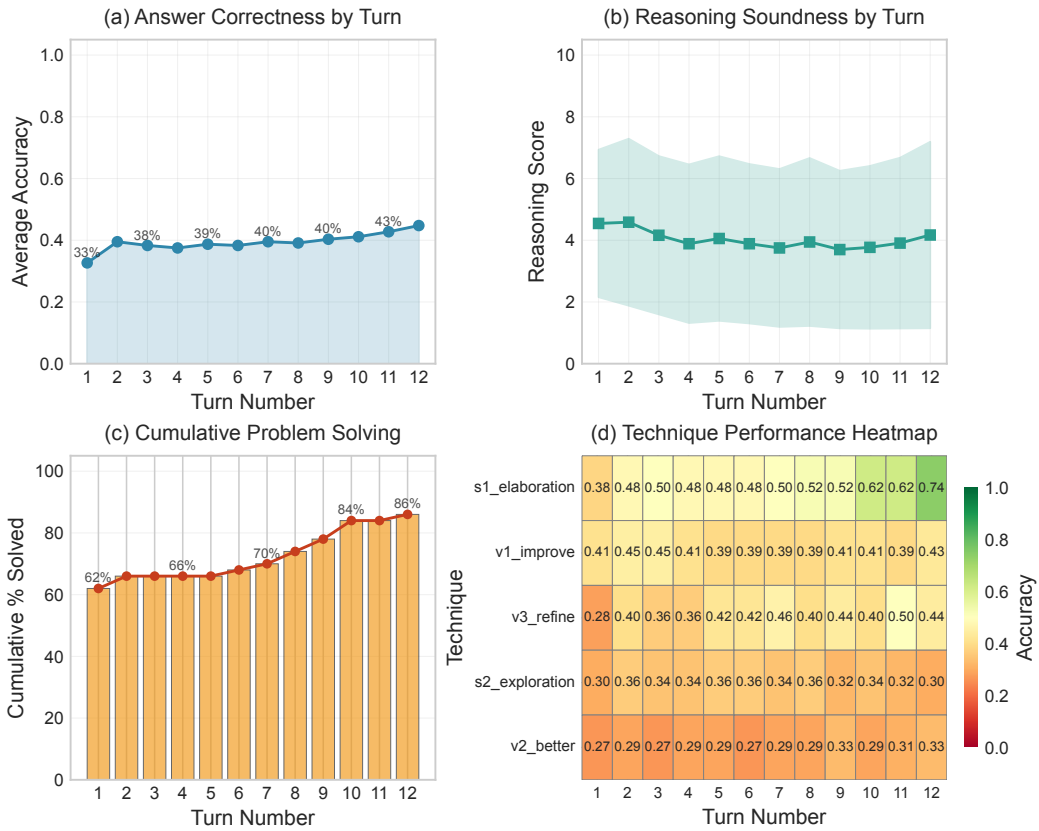 (a) Answer Correctness by Turn
1.0
0.8
0.6
0.4
0.2
0.0
Average Accuracy
33%
38%
39%
40%
40%
43%
1 2 3 4 5 6 7 8 9 10 11 12
Turn Number
(b) Reasoning Soundness by Turn
10
8
6
4
2
0
Reasoning Score
1 2 3 4 5 6 7 8 9 10 11 12
Turn Number
(c) Cumulative Problem Solving
100
80
60
40
20
0
Cumulative % Solved
62%
66%
70%
84%
86%
1 2 3 4 5 6 7 8 9 10 11 12
Turn Number
(d) Technique Performance Heatmap
Technique
s1_elaboration 0.38 0.48 0.50 0.48 0.48 0.48 0.50 0.52 0.52 0.62 0.62 0.74
v1_improve 0.41 0.45 0.45 0.41 0.39 0.39 0.39 0.39 0.41 0.41 0.39 0.43
v3_refine 0.28 0.40 0.36 0.36 0.42 0.42 0.46 0.40 0.44 0.40 0.50 0.44
s2_exploration 0.30 0.36 0.34 0.34 0.36 0.36 0.34 0.36 0.32 0.34 0.32 0.30
v2_better 0.27 0.29 0.27 0.29 0.29 0.27 0.29 0.29 0.33 0.29 0.31 0.33
1 2 3 4 5 6 7 8 9 10 11 12
Turn Number
1.0
0.8
0.6
0.4
0.2
0.0
Accuracy